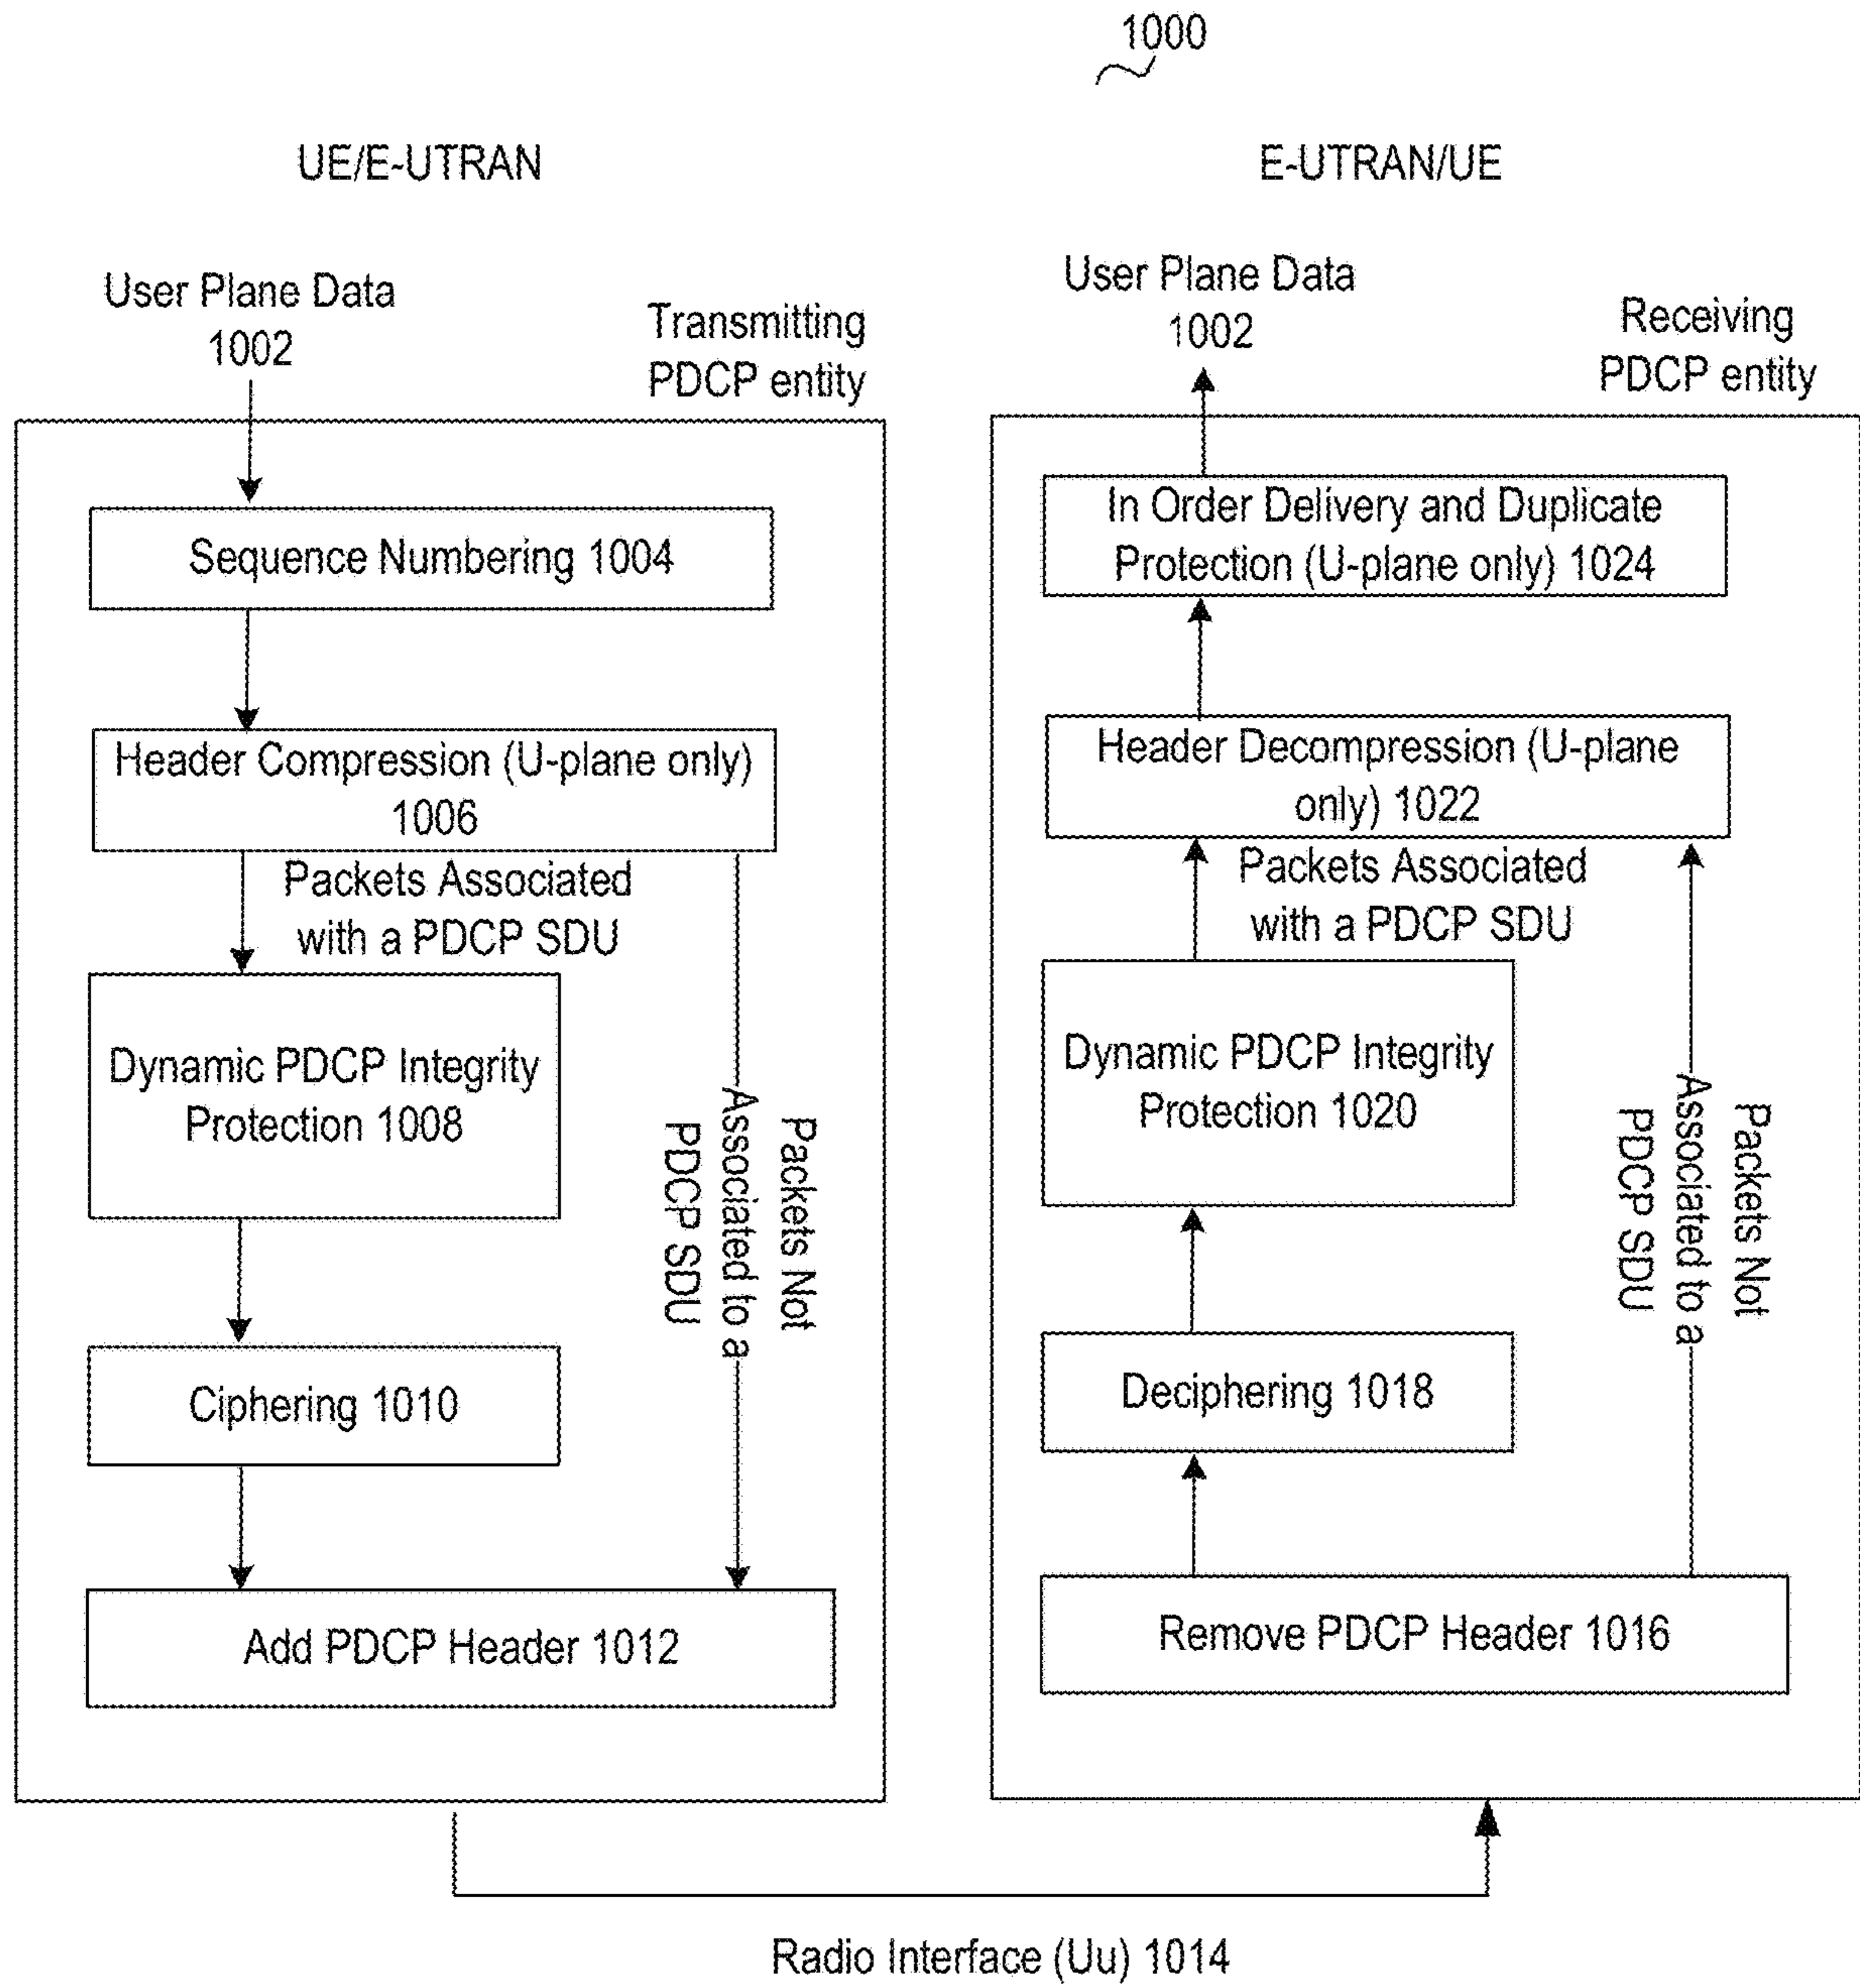 1000
UE/E-UTRAN
E-UTRAN/UE
User Plane Data
1002
Transmitting
PDCP entity
Sequence Numbering 1004
Header Compression (U-plane only)
1006
Packets Associated
with a PDCP SDU
Dynamic PDCP Integrity
Protection 1008
Packets Not
Associated to a
PDCP SDU
Ciphering 1010
Add PDCP Header 1012
User Plane Data
1002
Receiving
PDCP entity
In Order Delivery and Duplicate
Protection (U-plane only) 1024
Header Decompression (U-plane
only) 1022
Packets Associated
with a PDCP SDU
Dynamic PDCP Integrity
Protection 1020
Packets Not
Associated to a
PDCP SDU
Deciphering 1018
Remove PDCP Header 1016
Radio Interface (Uu) 1014